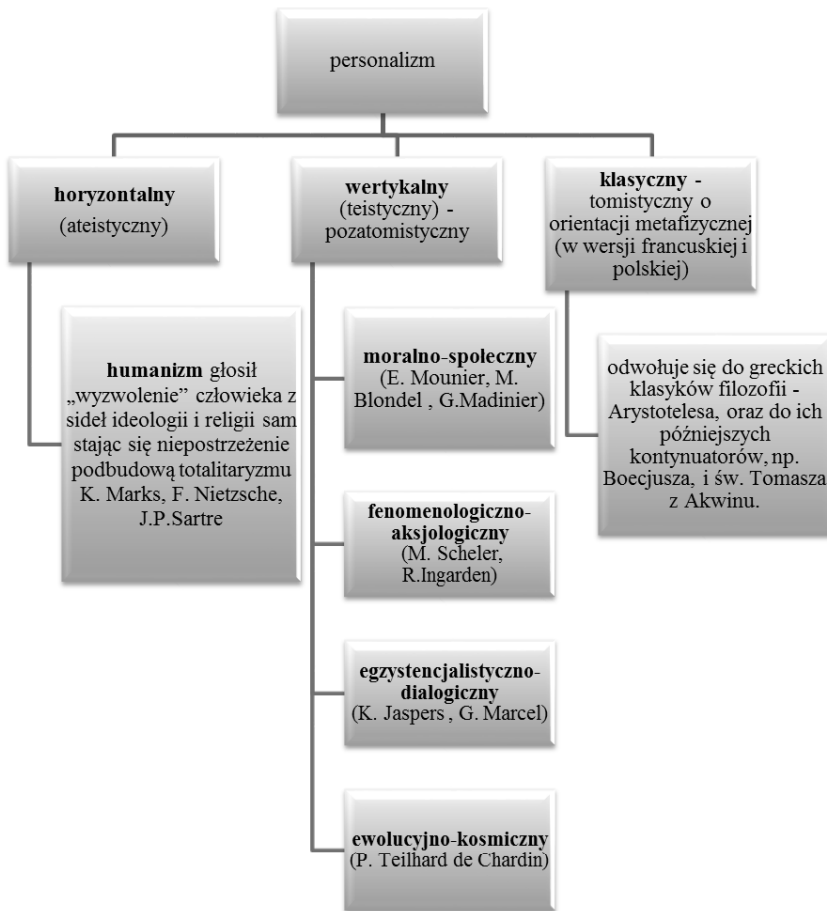 personalizm
horyzontalny
(ateistyczny)
wertykalny
(teistyczny) -
pozatomistyczny
klasyczny -
tomistyczny o
orientacji metafizycznej
(w wersji francuskiej i
polskiej)
humanizm głosił
„wyzwolenie” człowieka z
sideł ideologii i religii sam
stając się niepostrzeżenie
podbudową totalitaryzmu
K. Marks, F. Nietzsche,
J.P.Sartre
moralno-społeczny
(E. Mounier, M.
Blondel , G.Madinier)
fenomenologiczno-
aksjologiczny
(M. Scheler,
R.Ingarden)
egzystencjalistyczno-
dialogiczny
(K. Jaspers , G. Marcel)
ewolucyjno-kosmiczny
(P. Teilhard de Chardin)
odwołuje się do greckich
klasyków filozofii -
Arystotelesa, oraz do ich
późniejszych
kontynuatorów, np.
Boecjusza, i św. Tomasza
z Akwinu.